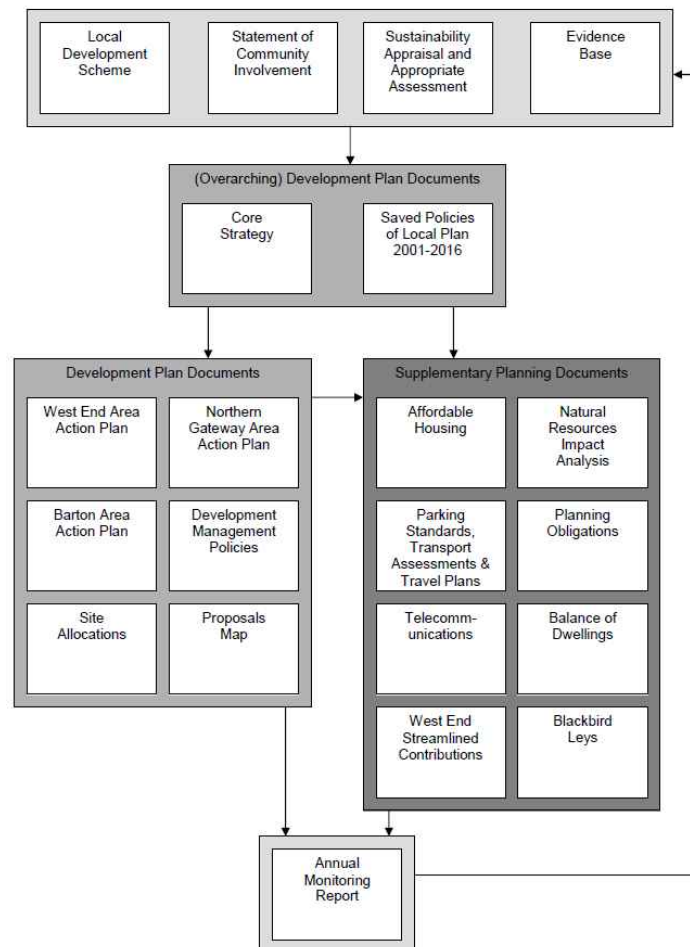 Local
Development
Scheme
Statement of
Community
Involvement
Sustainability
Appraisal and
Appropriate
Assessment
Evidence
Base
(Overarching) Development Plan Documents
Core
Strategy
Saved Policies
of Local Plan
2001-2016
Development Plan Documents
West End Area
Action Plan
Northern
Gateway Area
Action Plan
Barton Area
Action Plan
Development
Management
Policies
Site
Allocations
Proposals
Map
Supplementary Planning Documents
Affordable
Housing
Natural
Resources
Impact
Analysis
Parking
Standards,
Transport
Assessments &
Travel Plans
Planning
Obligations
Telecomm-
unications
Balance of
Dwellings
West End
Streamlined
Contributions
Blackbird
Leys
Annual
Monitoring
Report